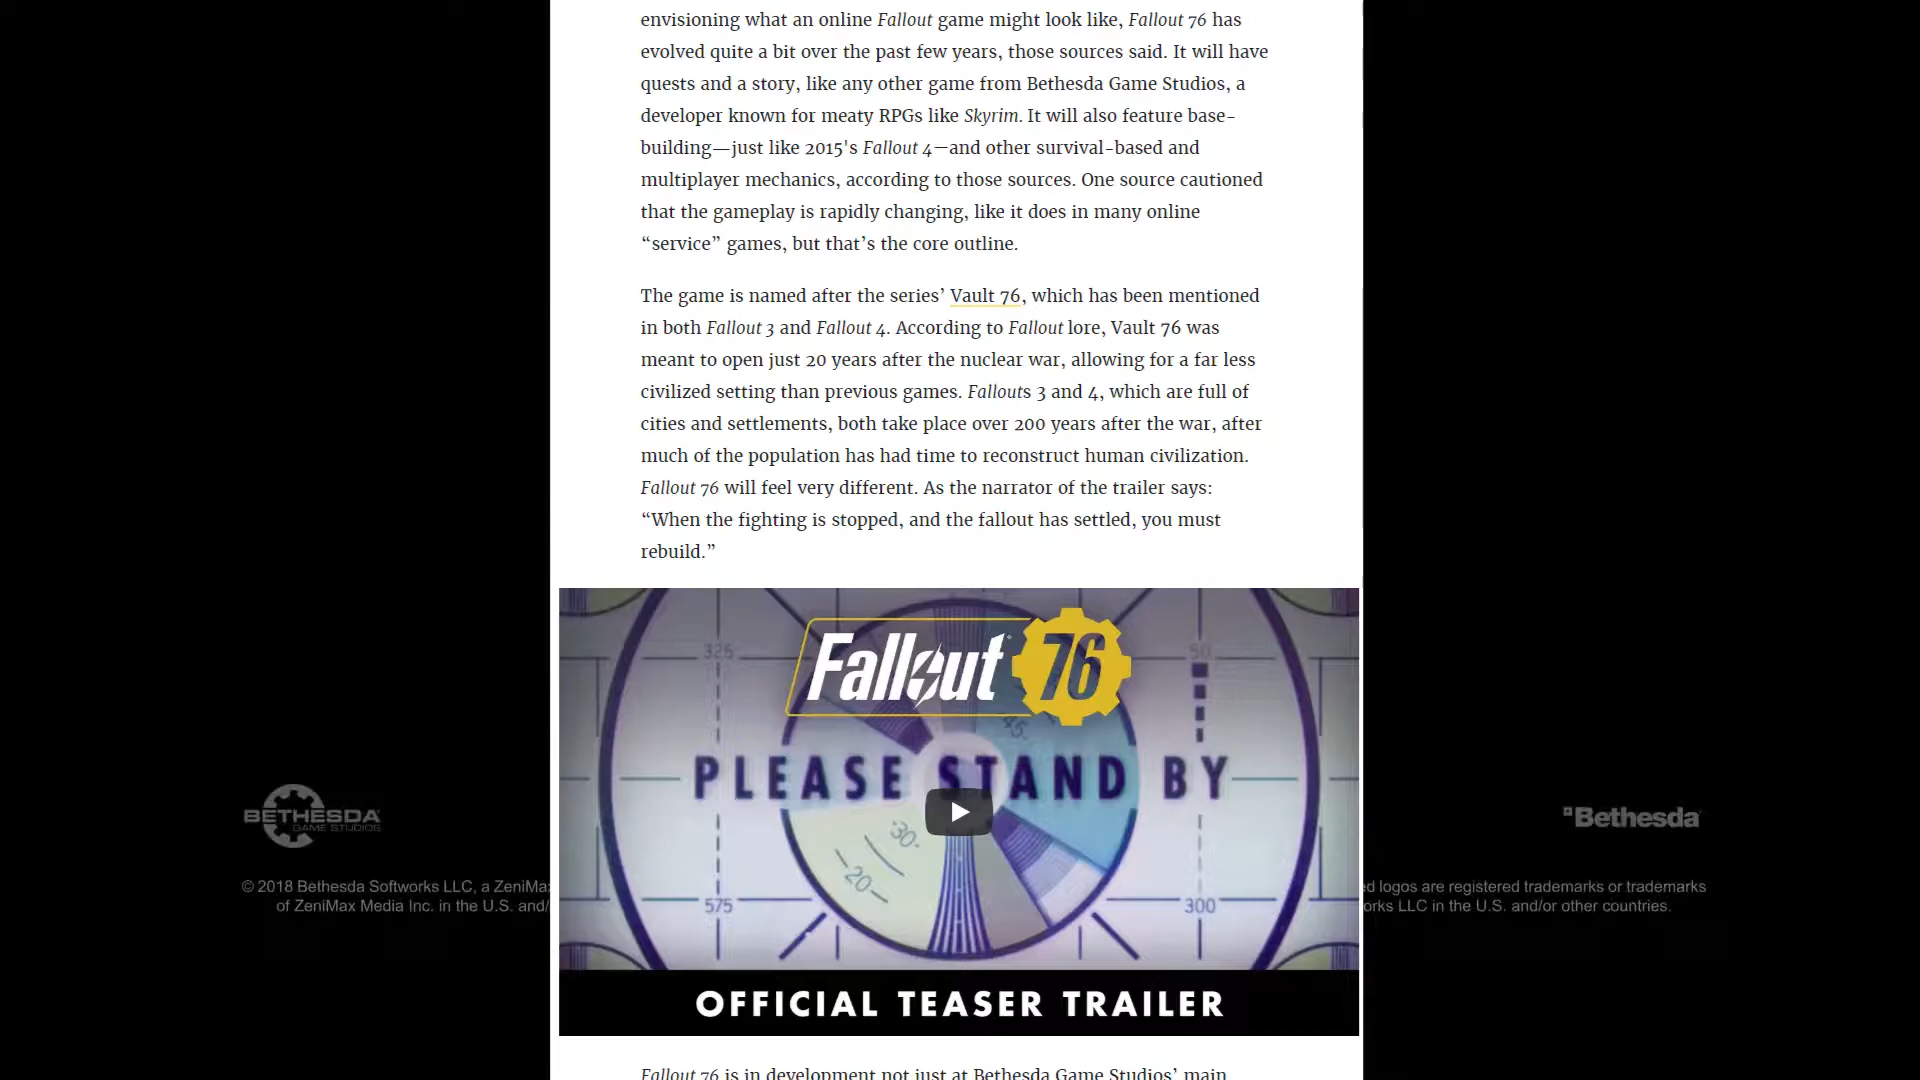 envisioning what an online Fallout game might look like, Fallout 76 has
evolved quite a bit over the past few years, those sources said. It will have
quests and a story, like any other game from Bethesda Game Studios, a
developer known for meaty RPGs like Skyrim. It will also feature base-
building—just like 2015's Fallout 4—and other survival-based and
multiplayer mechanics, according to those sources. One source cautioned
that the gameplay is rapidly changing, like it does in many online
“service” games, but that’s the core outline.
The game is named after the series’ Vault 76, which has been mentioned
in both Fallout 3 and Fallout 4. According to Fallout lore, Vault 76 was
meant to open just 20 years after the nuclear war, allowing for a far less
civilized setting than previous games. Fallouts 3 and 4, which are full of
cities and settlements, both take place over 200 years after the war, after
much of the population has had time to reconstruct human civilization.
Fallout 76 will feel very different. As the narrator of the trailer says:
“When the fighting is stopped, and the fallout has settled, you must
rebuild.”
Fallout 76
325
50
45
PLEASE STAND BY
30
20
575
300
OFFICIAL TEASER TRAILER
BETHESDA
GAME STUDIOS
Bethesda
© 2018 Bethesda Softworks LLC, a ZeniMa
of ZeniMax Media Inc. in the U.S. and/
ed logos are registered trademarks or trademarks
orks LLC in the U.S. and/or other countries.
Fallout 76 is in development not just at Bethesda Game Studios’ main